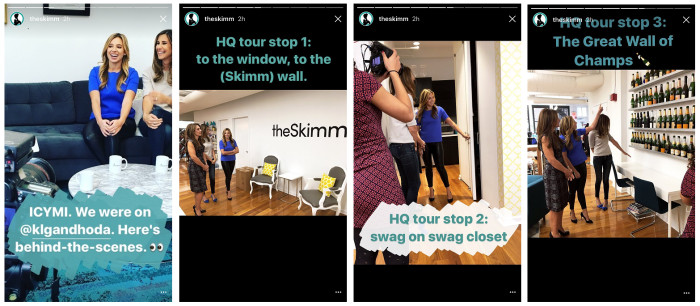 theskimm 2h
ICYMI. We were on
@klgandhoda. Here's
behind-the-scenes. 👀
theskimm 2h
HQ tour stop 1:
to the window, to the
(Skimm) wall.
theSkimm
theskimm 2h
HQ tour stop 2:
swag on swag closet
theskimm 2h
HQ tour stop 3:
The Great Wall of
Champs 🍾